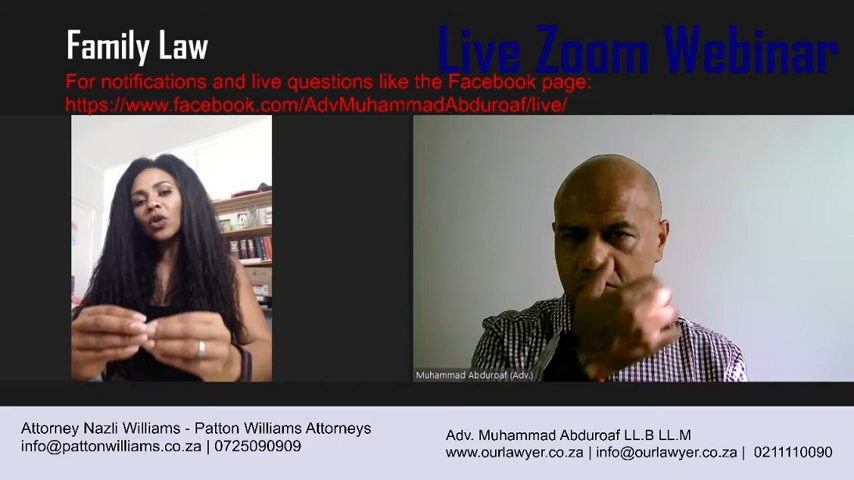 Family Law
Live Zoom Webinar
For notifications and live questions like the Facebook page:
https://www.facebook.com/AdvMuhammadAbduroaf/live/
Muhammad Abduroaf (Adv.)
Attorney Nazli Williams - Patton Williams Attorneys
info@pattonwilliams.co.za | 0725090909
Adv. Muhammad Abduroaf LL.B LL.M
www.ourlawyer.co.za | info@ourlawyer.co.za | 0211110090